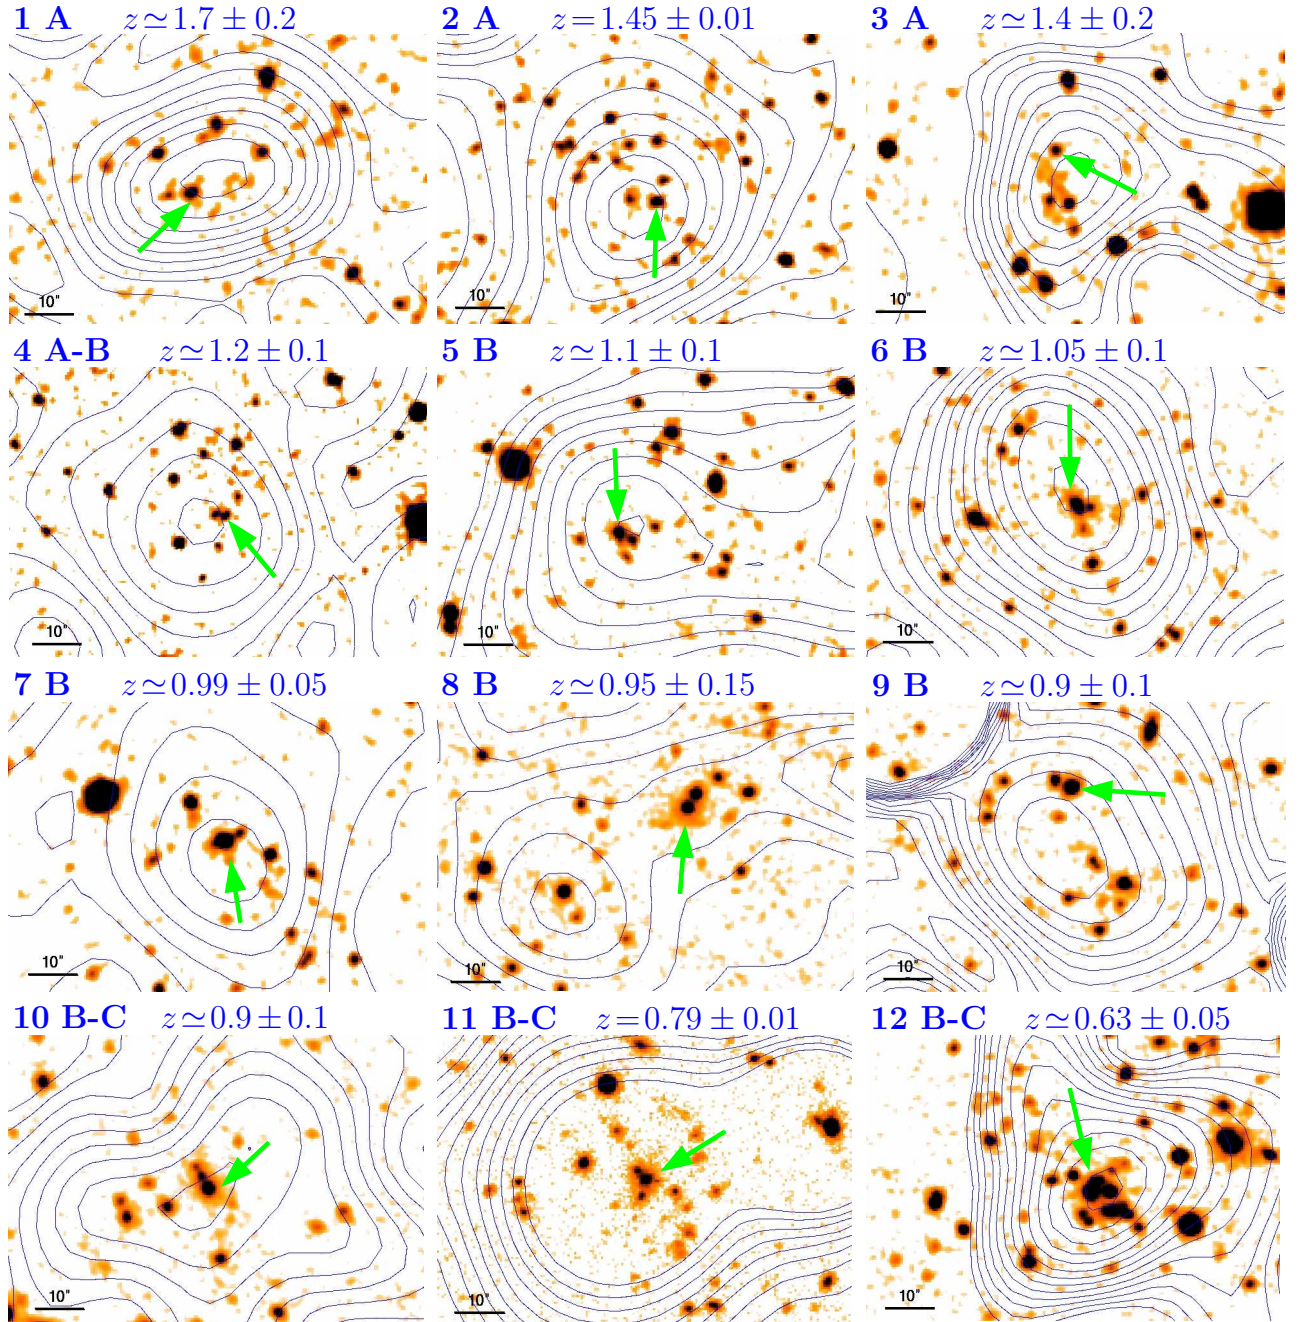 1 A z≃1.7 ± 0.2
2 A z=1.45 ± 0.01
3 A z≃1.4 ± 0.2
10"
10"
10"
4 A-B z≃1.2 ± 0.1
5 B z≃1.1 ± 0.1
6 B z≃1.05 ± 0.1
10"
10"
10"
7 B z≃0.99 ± 0.05
8 B z≃0.95 ± 0.15
9 B z≃0.9 ± 0.1
10"
10"
10"
10 B-C z≃0.9 ± 0.1
11 B-C z=0.79 ± 0.01
12 B-C z≃0.63 ± 0.05
10"
10"
10"